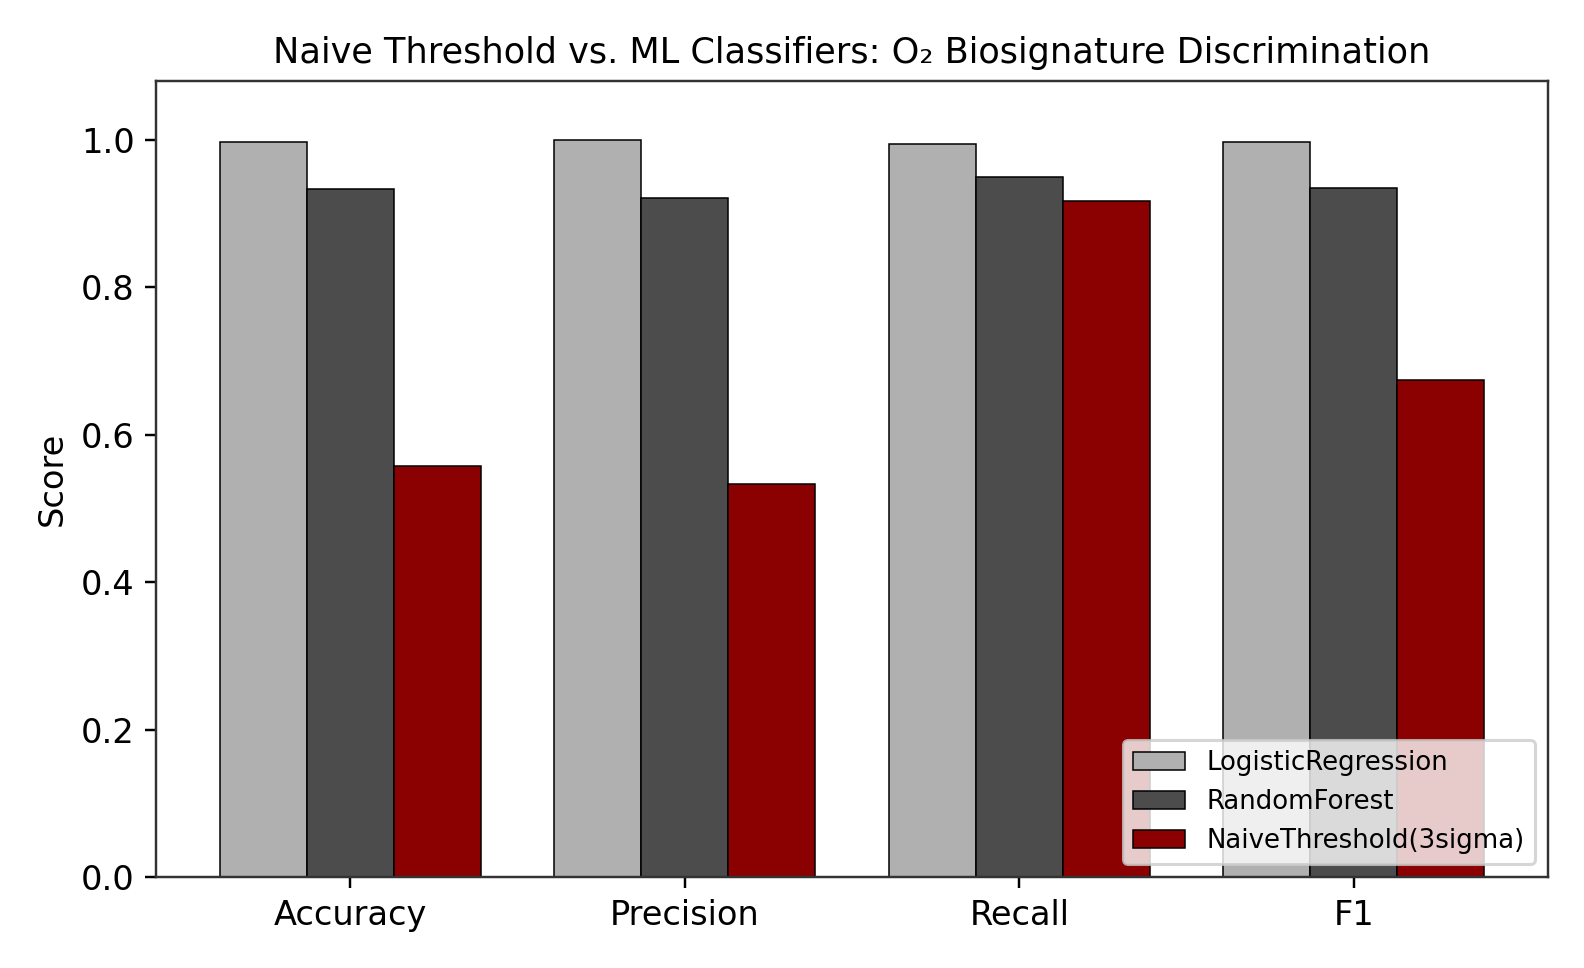 Naive Threshold vs. ML Classifiers: O₂ Biosignature Discrimination
Score
1.0
0.8
0.6
0.4
0.2
0.0
Accuracy
Precision
Recall
F1
LogisticRegression
RandomForest
NaiveThreshold(3sigma)